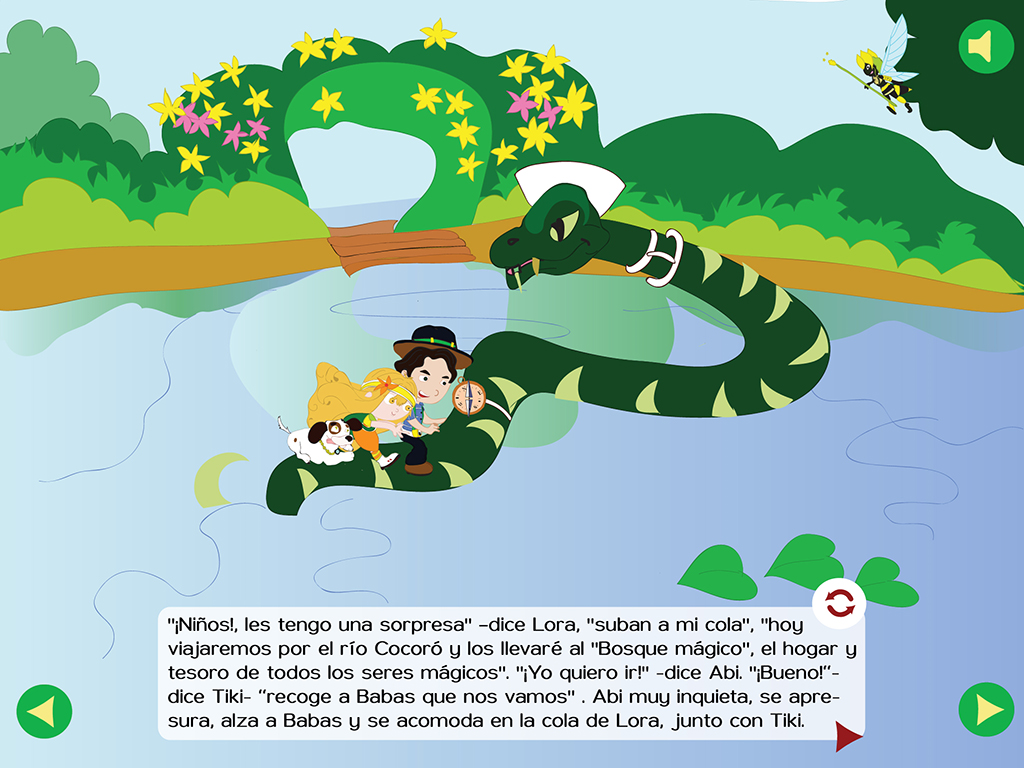 "¡Niños!, les tengo una sorpresa" -dice Lora, "suban a mi cola", "hoy
viajaremos por el río Cocoró y los llevaré al "Bosque mágico", el hogar y
tesoro de todos los seres mágicos". "¡Yo quiero ir!" -dice Abi. "¡Bueno!"-
dice Tiki- "recoge a Babas que nos vamos" . Abi muy inquieta, se apre-
sura, alza a Babas y se acomoda en la cola de Lora, junto con Tiki.